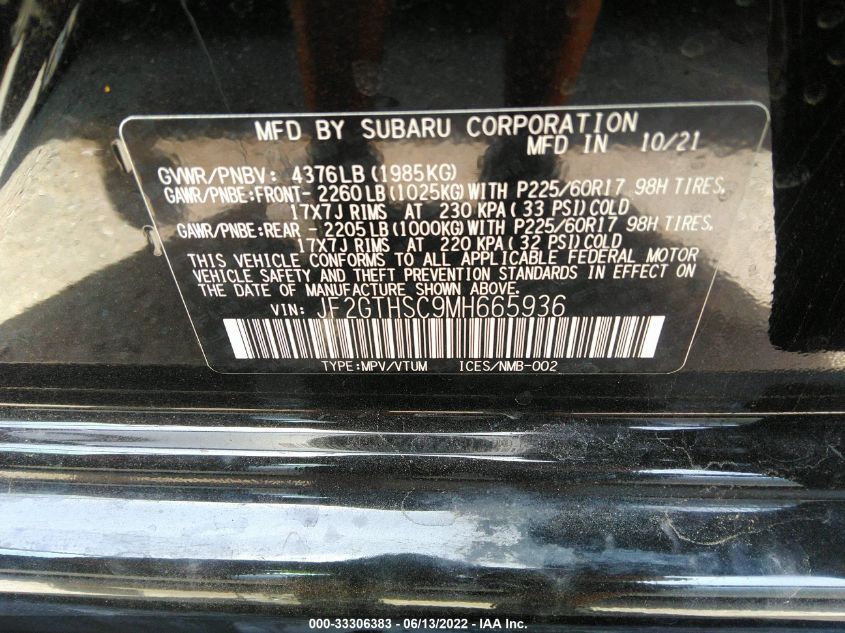 MFD BY SUBARU CORPORATION
MFD IN 10/21
GVWR/PNBV: 4376LB (1985KG)
GAWR/PNBE:FRONT- 2260LB (1025KG) WITH P225/60R17 98H TIRES,
17X7J RIMS AT 230 KPA ( 33 PSI) COLD
GAWR/PNBE:REAR - 2205LB (1000KG) WITH P225/60R17 98H TIRES,
17X7J RIMS AT 220 KPA ( 32 PSI) COLD
THIS VEHICLE CONFORMS TO ALL APPLICABLE FEDERAL MOTOR
VEHICLE SAFETY AND THEFT PREVENTION STANDARDS IN EFFECT ON
THE DATE OF MANUFACTURE SHOWN ABOVE.
VIN: JF2GTHSC9MH665936
TYPE:MPV/VTUM ICES/NMB-002
000-33306383 - 06/13/2022 - IAA Inc.